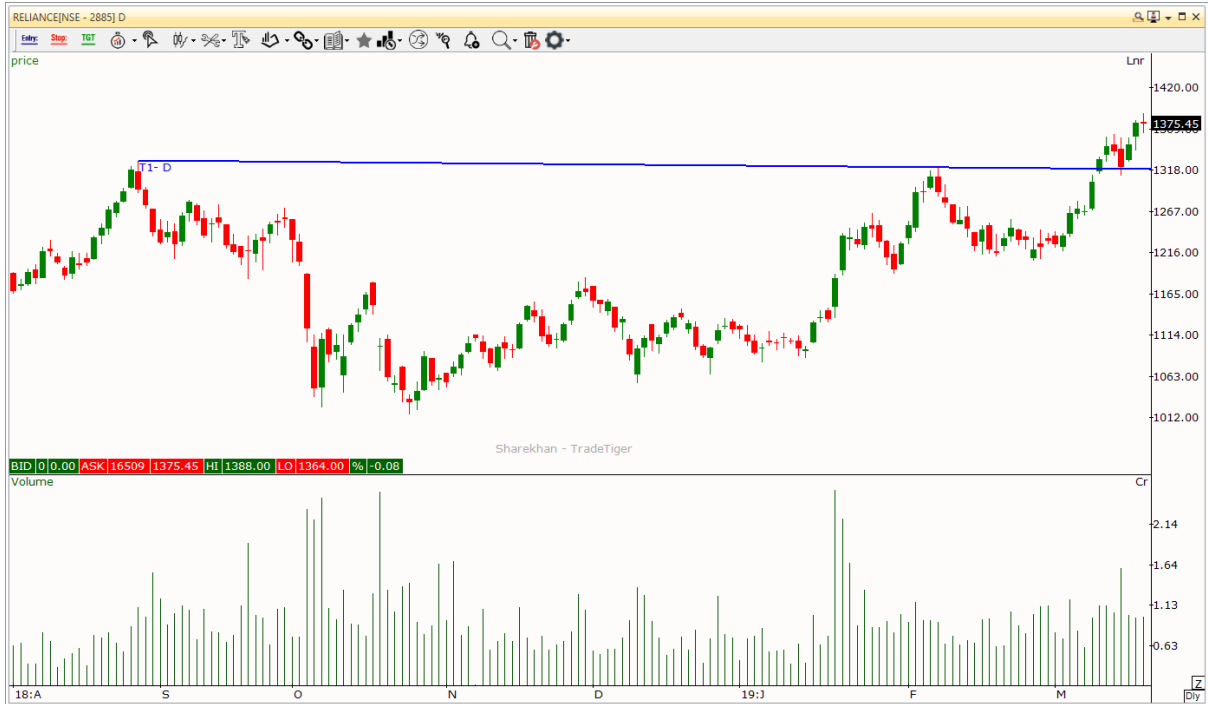 RELIANCE[NSE - 2885] D
Entry: Stop: TGT
price Lnr
1420.00
1375.45
1318.00
T1- D
1267.00
1216.00
1165.00
1114.00
1063.00
1012.00
Sharekhan - TradeTiger
BID 0 0.00 ASK 16509 1375.45 HI 1388.00 LO 1364.00 % -0.08
Volume Cr
2.14
1.64
1.13
0.63
18:A S O N D 19:J F M
Z
Dly